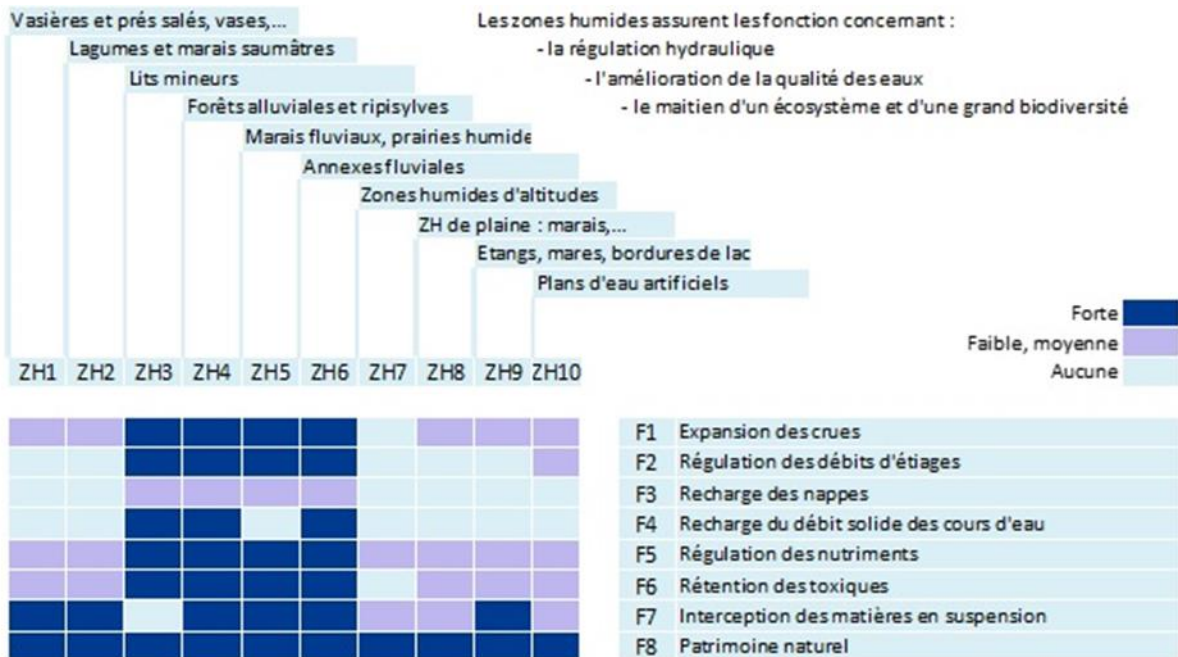 Vasières et prés salés, vases,...
Lagumes et marais saumâtres
Lits mineurs
Forêts alluviales et ripisylves
Marais fluviaux, prairies humide
Annexes fluviales
Zones humides d'altitudes
ZH de plaine : marais,...
Etangs, mares, bordures de lac
Plans d'eau artificiels
Les zones humides assurent les fonction concernant :
- la régulation hydraulique
- l'amélioration de la qualité des eaux
- le maitien d'un écosystème et d'une grand biodiversité
Forte
Faible, moyenne
Aucune
ZH1 ZH2 ZH3 ZH4 ZH5 ZH6 ZH7 ZH8 ZH9 ZH10
F1 Expansion des crues
F2 Régulation des débits d'étiages
F3 Recharge des nappes
F4 Recharge du débit solide des cours d'eau
F5 Régulation des nutriments
F6 Rétention des toxiques
F7 Interception des matières en suspension
F8 Patrimoine naturel